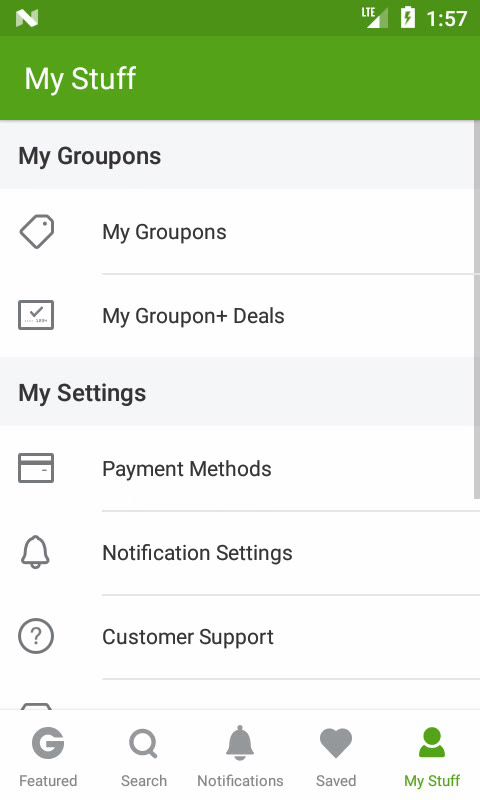 LTE 1:57
My Stuff
My Groupons
My Groupons
My Groupon+ Deals
My Settings
Payment Methods
Notification Settings
? Customer Support
G
Featured Search Notifications Saved My Stuff